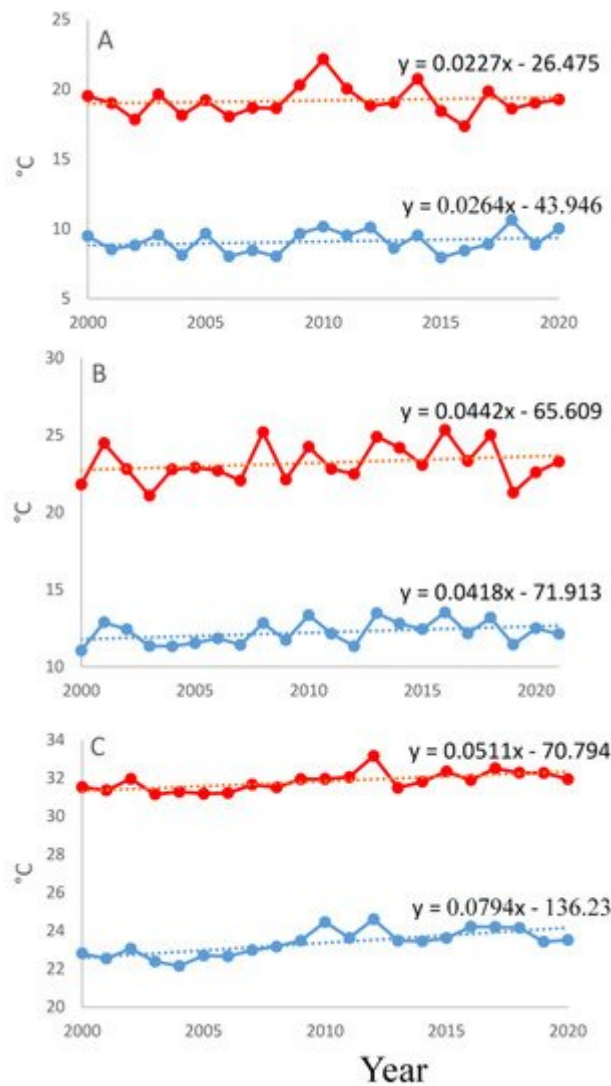 25
A
y = 0.0227x - 26.475
20
15
°C
y = 0.0264x - 43.946
10
5
2000 2005 2010 2015 2020
30
B
y = 0.0442x - 65.609
25
20
°C
15
y = 0.0418x - 71.913
10
2000 2005 2010 2015 2020
34
C
y = 0.0511x - 70.794
32
30
28
°C
26
24
y = 0.0794x - 136.23
22
20
2000 2005 2010 2015 2020
Year